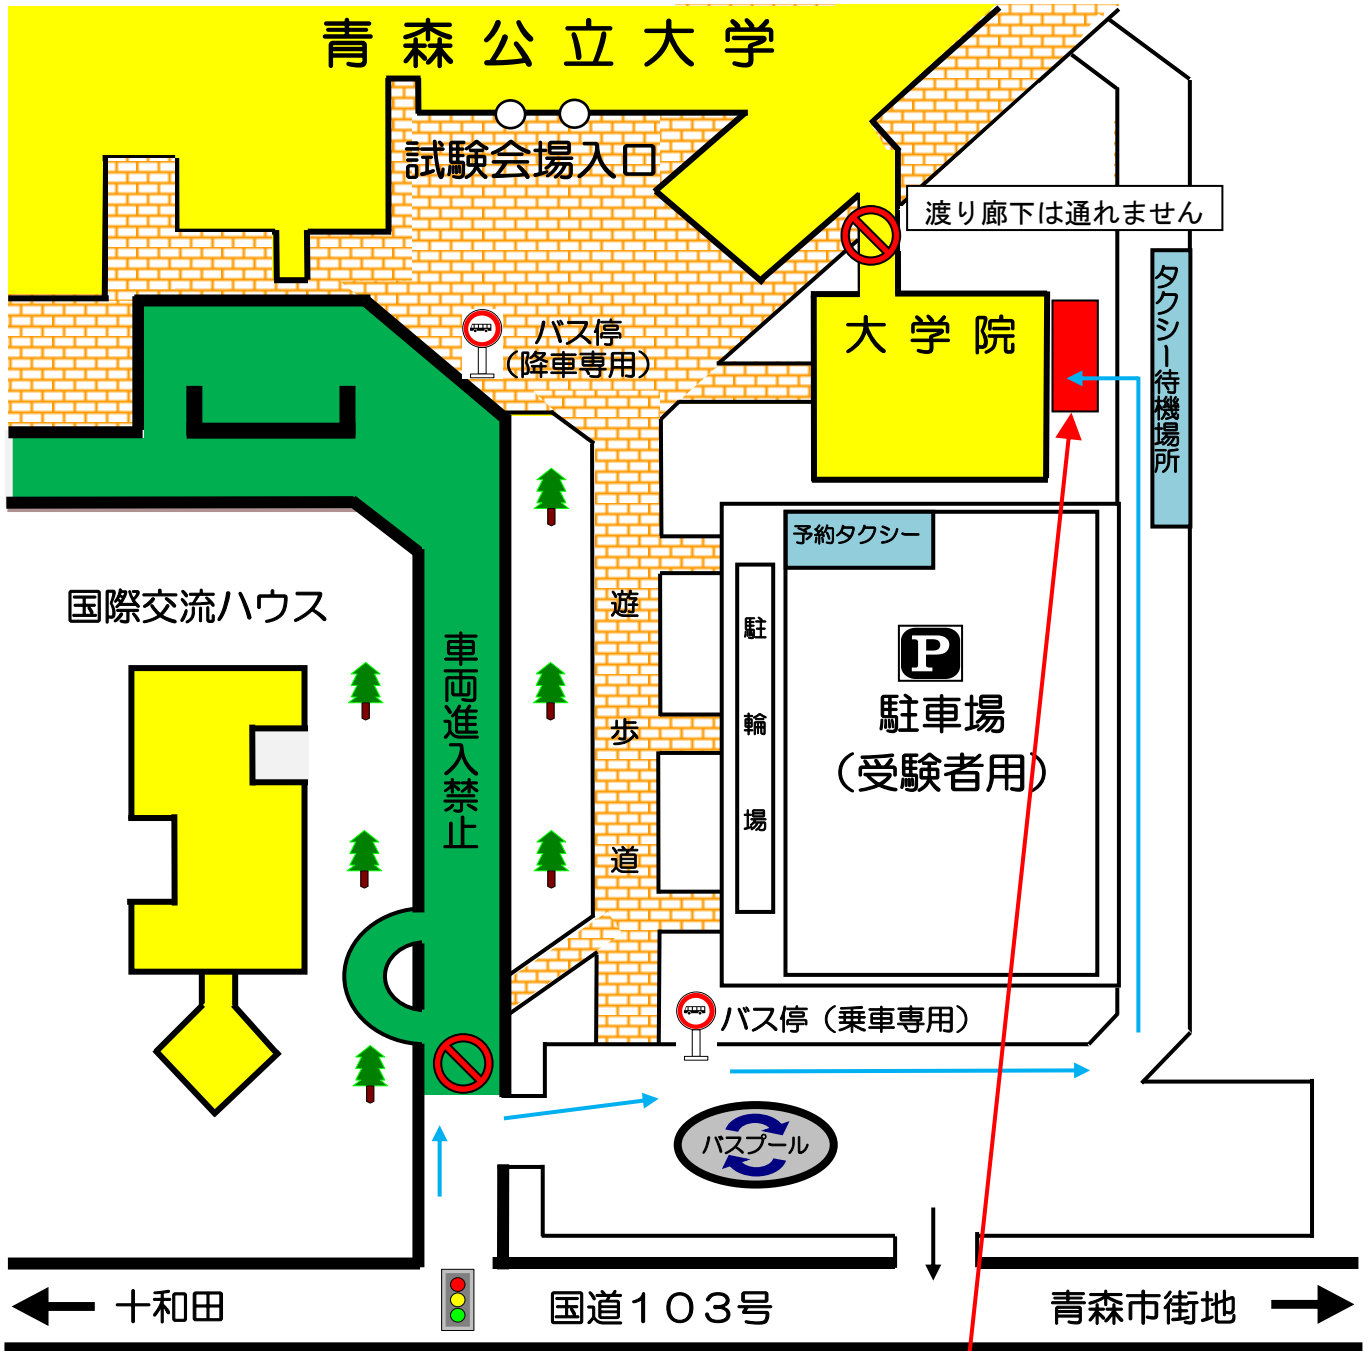 青森公立大学
試験会場入口
渡り廊下は通れません
タクシー待機場所
バス停
（降車専用）
大学院
予約タクシー
国際交流ハウス
車両進入禁止
遊歩道
駐輪場
P
駐車場
（受験者用）
バス停（乗車専用）
バスプール
十和田
国道１０３号
青森市街地